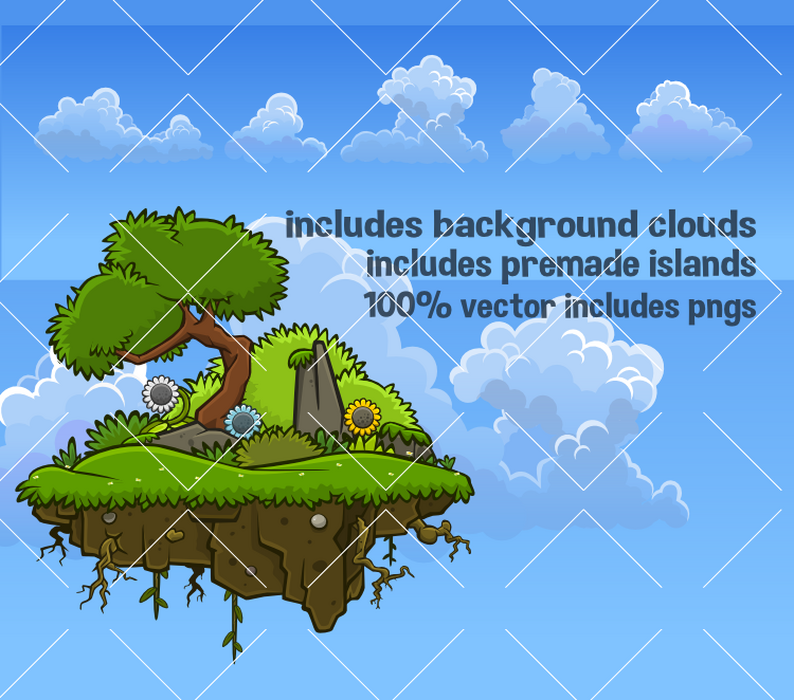 includes background clouds
includes premade islands
100% vector includes pngs